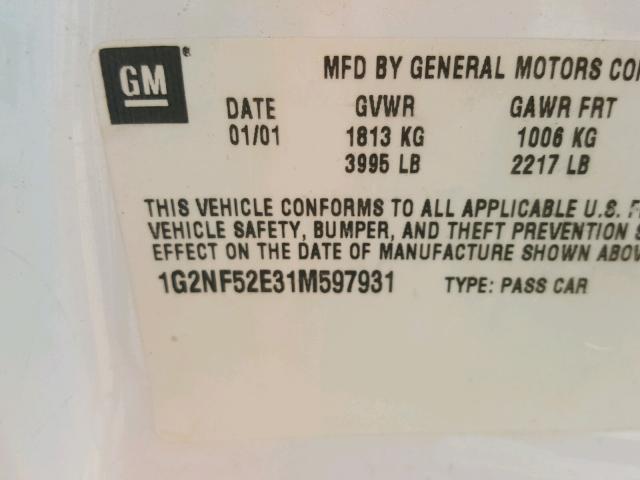 GM®
MFD BY GENERAL MOTORS
DATE GVWR GAWR FRT
01/01 1813 KG 1006 KG
3995 LB 2217 LB
THIS VEHICLE CONFORMS TO ALL APPLICABLE U.S.
VEHICLE SAFETY, BUMPER, AND THEFT PREVENTION
EFFECT ON THE DATE OF MANUFACTURE SHOWN ABOV
1G2NF52E31M597931 TYPE: PASS CAR